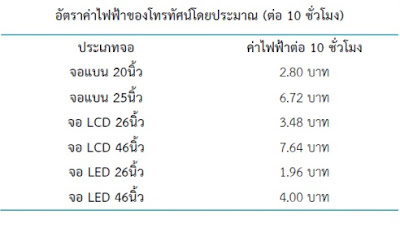 อัตราค่าไฟฟ้าของโทรทัศน์โดยประมาณ (ต่อ 10 ชั่วโมง)
ประเภทจอ ค่าไฟฟ้าต่อ 10 ชั่วโมง
จอแบน 20นิ้ว 2.80 บาท
จอแบน 25นิ้ว 6.72 บาท
จอ LCD 26นิ้ว 3.48 บาท
จอ LCD 46นิ้ว 7.64 บาท
จอ LED 26นิ้ว 1.96 บาท
จอ LED 46นิ้ว 4.00 บาท